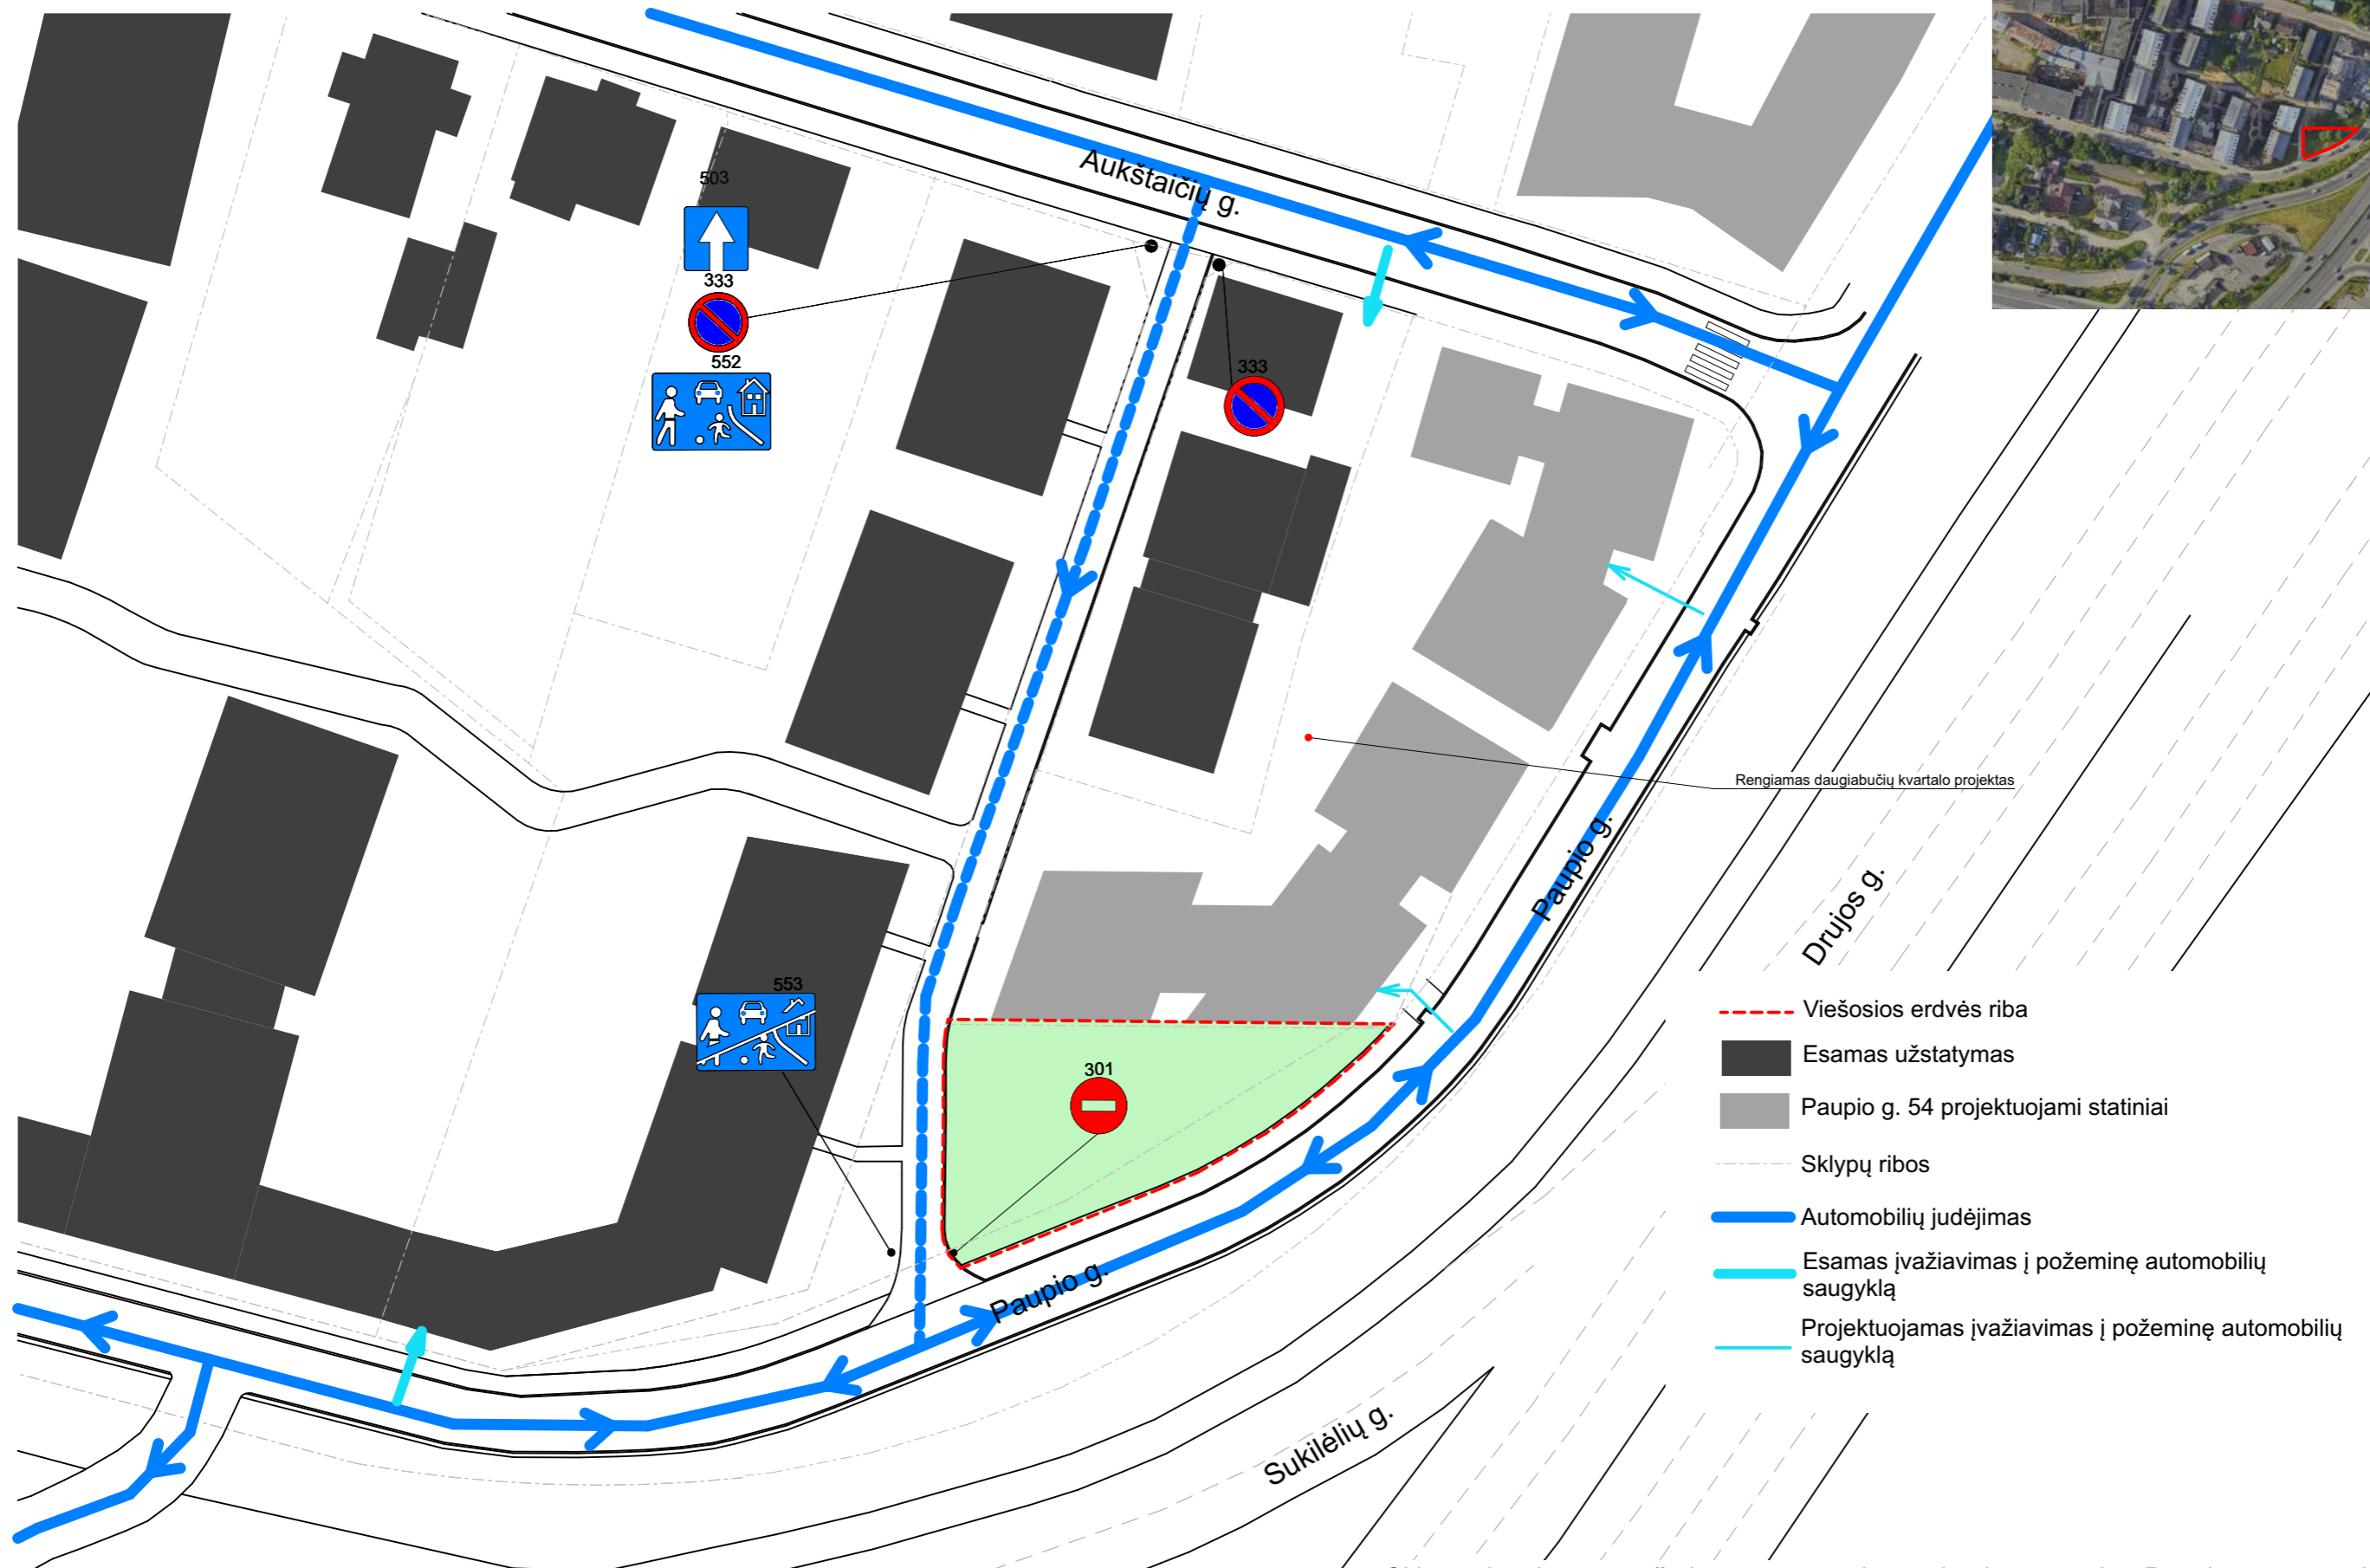 Aukštaičių g.
503
333
552
333
Rengiamas daugiabučių kvartalo projektas
Paupio g.
Drujos g.
553
301
Paupio g.
Sukilėlių g.
Viešosios erdvės riba
Esamas užstatymas
Paupio g. 54 projektuojami statiniai
Sklypų ribos
Automobilių judėjimas
Esamas įvažiavimas į požeminę automobilių
saugyklą
Projektuojamas įvažiavimas į požeminę automobilių
saugyklą